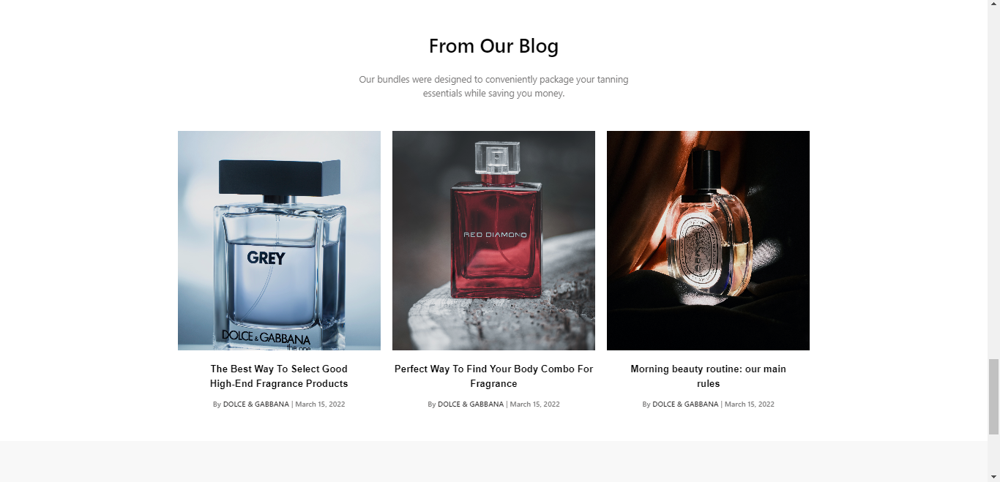 From Our Blog
Our bundles were designed to conveniently package your tanning
essentials while saving you money.
GREY
DOLCE & GABBANA
the one
RED DIAMOND
The Best Way To Select Good
High-End Fragrance Products
By DOLCE & GABBANA | March 15, 2022
Perfect Way To Find Your Body Combo For
Fragrance
By DOLCE & GABBANA | March 15, 2022
Morning beauty routine: our main
rules
By DOLCE & GABBANA | March 15, 2022